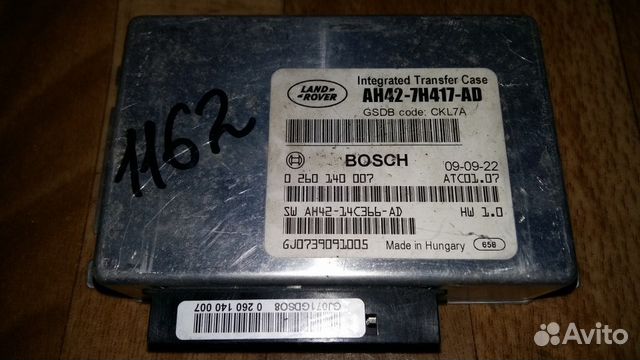 1162
LAND ROVER
Integrated Transfer Case
AH42-7H417-AD
GSDB code: CKL7A
BOSCH
09-09-22
0 260 140 007
ATC01.07
SW AH42-14C366-AD
HW 1.0
GJ0739091005
Made in Hungary
658
GJ071GDS08 0 260 140 007
Avito